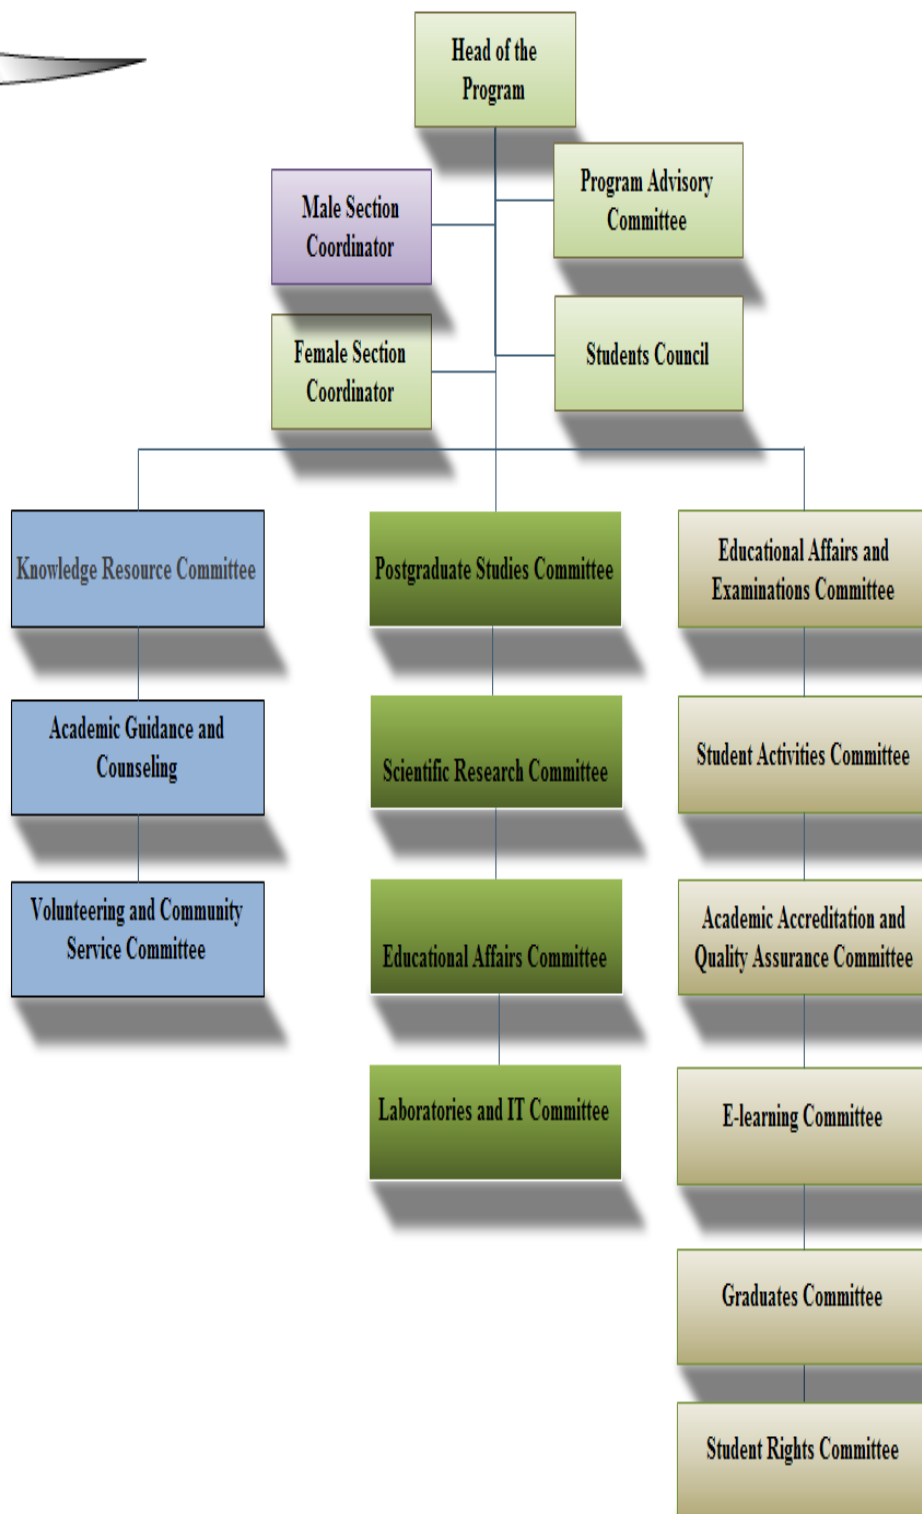 Head of the
Program
Male Section
Coordinator
Program Advisory
Committee
Female Section
Coordinator
Students Council
Knowledge Resource Committee
Academic Guidance and
Counseling
Volunteering and Community
Service Committee
Postgraduate Studies Committee
Scientific Research Committee
Educational Affairs Committee
Laboratories and IT Committee
Educational Affairs and
Examinations Committee
Student Activities Committee
Academic Accreditation and
Quality Assurance Committee
E-learning Committee
Graduates Committee
Student Rights Committee